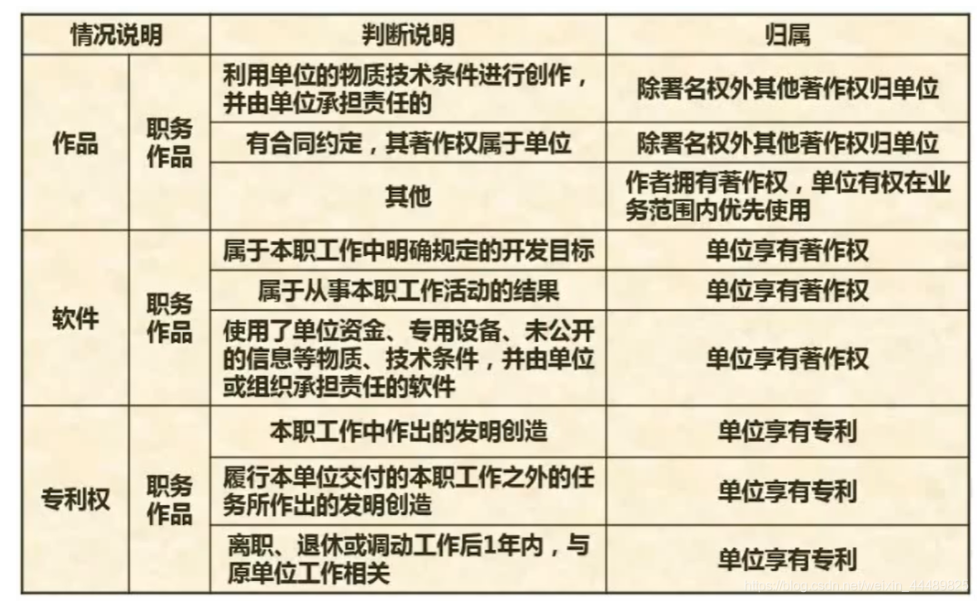 情况说明
判断说明
归属
作品
职务
作品
利用单位的物质技术条件进行创作，
并由单位承担责任的
除署名权外其他著作权归单位
有合同约定，其著作权属于单位
除署名权外其他著作权归单位
其他
作者拥有著作权，单位有权在业
务范围内优先使用
软件
职务
作品
属于本职工作中明确规定的开发目标
单位享有著作权
属于从事本职工作活动的结果
单位享有著作权
使用了单位资金、专用设备、未公开
的信息等物质、技术条件，并由单位
或组织承担责任的软件
单位享有著作权
专利权
职务
作品
本职工作中作出的发明创造
单位享有专利
履行本单位交付的本职工作之外的任
务所作出的发明创造
单位享有专利
离职、退休或调动工作后1年内，与
原单位工作相关
单位享有专利